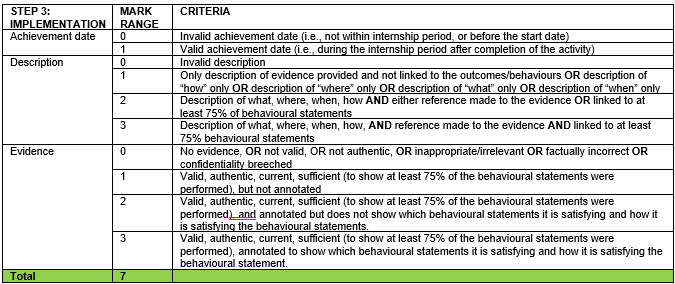 STEP 3: IMPLEMENTATION MARK RANGE CRITERIA
Achievement date 0 Invalid achievement date (i.e., not within internship period, or before the start date)
1 Valid achievement date (i.e., during the internship period after completion of the activity)
Description 0 Invalid description
1 Only description of evidence provided and not linked to the outcomes/behaviours OR description of
"how" only OR description of "where" only OR description of "what" only OR description of "when" only
2 Description of what, where, when, how AND either reference made to the evidence OR linked to at
least 75% of behavioural statements
3 Description of what, where, when, how, AND reference made to the evidence AND linked to at least
75% behavioural statements
Evidence 0 No evidence, OR not valid, OR not authentic, OR inappropriate/irrelevant OR factually incorrect OR
confidentiality breeched
1 Valid, authentic, current, sufficient (to show at least 75% of the behavioural statements were
performed), but not annotated
2 Valid, authentic, current, sufficient (to show at least 75% of the behavioural statements were
performed), and annotated but does not show which behavioural statements it is satisfying and how it
is satisfying the behavioural statements.
3 Valid, authentic, current, sufficient (to show at least 75% of the behavioural statements were
performed), annotated to show which behavioural statements it is satisfying and how it is satisfying the
behavioural statement.
Total 7